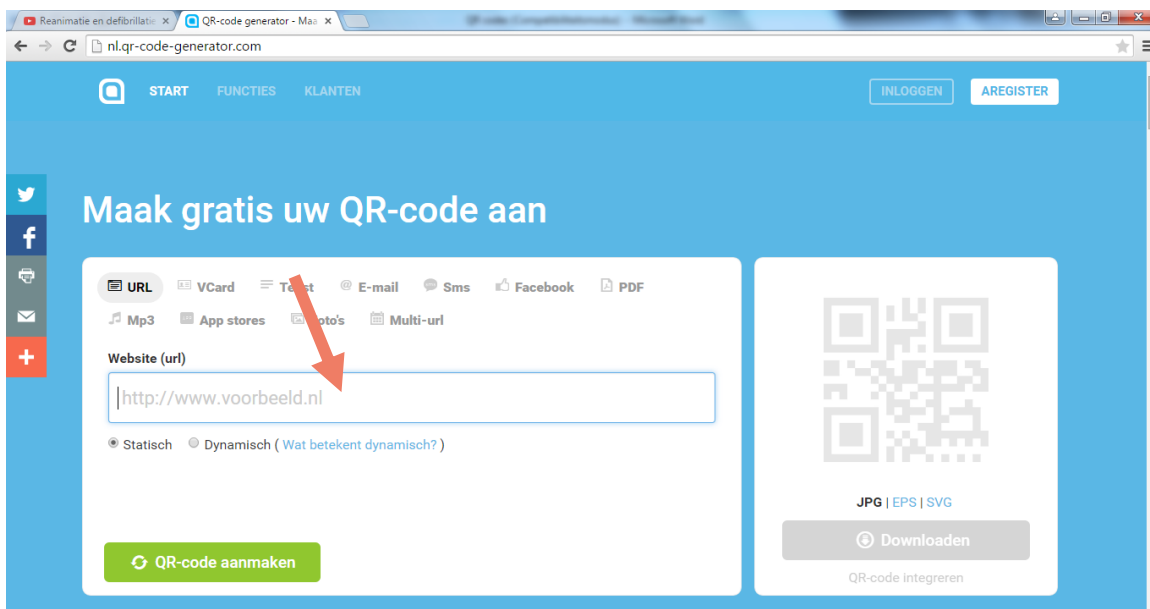 Reanimatie en defibrillatie
QR-code generator - Maa
nl.qr-code-generator.com
START FUNCTIES KLANTEN INLOGGEN AREGISTER
Maak gratis uw QR-code aan
URL VCard Tekst E-mail Sms Facebook PDF
Mp3 App stores Foto's Multi-url
Website (url)
http://www.voorbeeld.nl
Statisch Dynamisch ( Wat betekent dynamisch? )
QR-code aanmaken
JPG | EPS | SVG
Downloaden
QR-code integreren